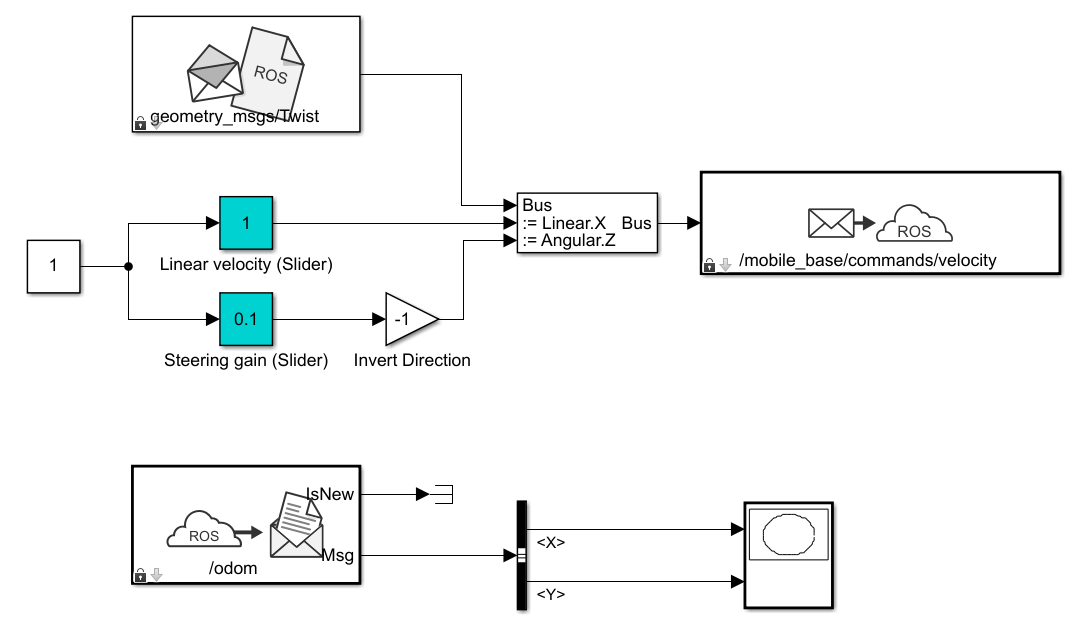 ROS
geometry_msgs/Twist
1
1
Linear velocity (Slider)
0.1
Steering gain (Slider)
-1
Invert Direction
Bus
:= Linear.X Bus
:= Angular.Z
ROS
/mobile_base/commands/velocity
IsNew
ROS
Msg
/odom
<X>
<Y>